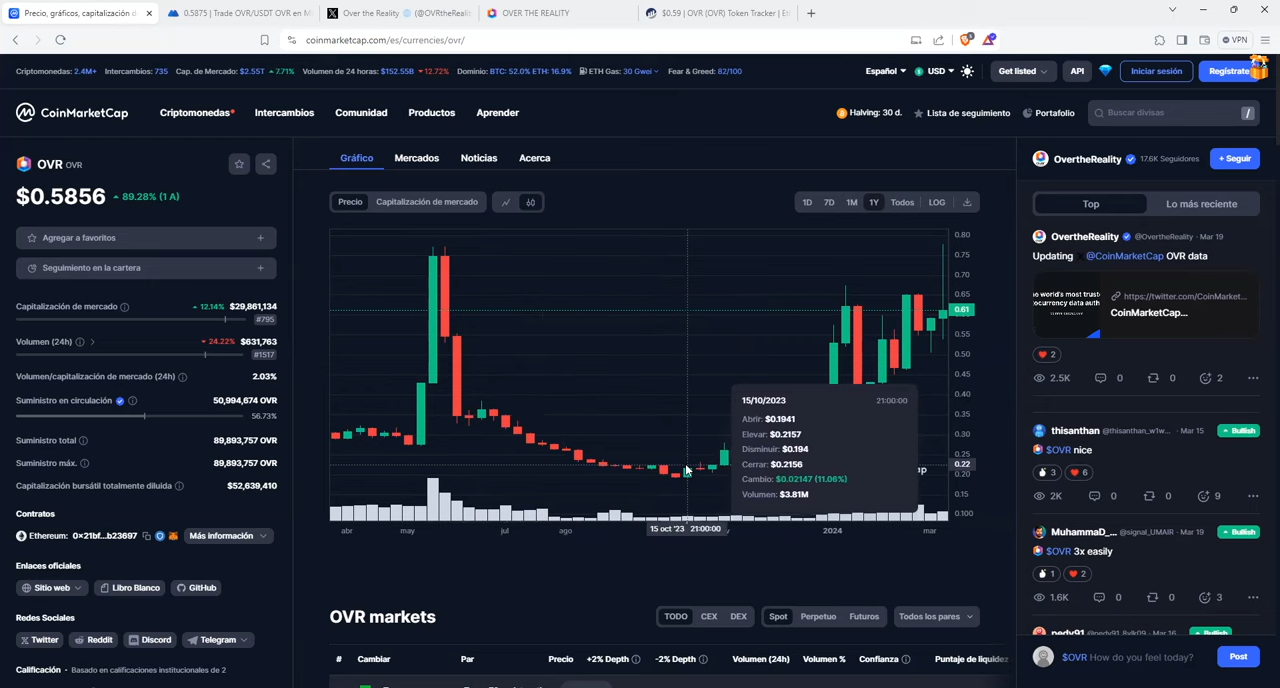 Precio, gráficos, capitalización d
0.5875 | Trade OVR/USDT OVR en M
Over the Reality
(@OVRtheRealit
OVER THE REALITY
$0.59 | OVR (OVR) Token Tracker | Et
coinmarketcap.com/es/currencies/ovr/
VPN
Criptomonedas: 2.4M+
Intercambios: 735
Cap. de Mercado: $2.55T 7.71%
Volumen de 24 horas: $152.55B 12.72%
Dominio: BTC: 52.0% ETH: 16.9%
ETH Gas: 30 Gwei
Fear & Greed: 82/100
Español
USD
Get listed
API
Iniciar sesión
Regístrate
CoinMarketCap
Criptomonedas
Intercambios
Comunidad
Productos
Aprender
Halving: 30 d.
Lista de seguimiento
Portafolio
Buscar divisas
/
OVR OVR
$0.5856 89.28% (1 A)
Agregar a favoritos
Seguimiento en la cartera
Capitalización de mercado 12.14% $29,861,134
#795
Volumen (24h) 24.22% $631,763
#1517
Volumen/capitalización de mercado (24h) 2.03%
Suministro en circulación 50,994,674 OVR
56.73%
Suministro total 89,893,757 OVR
Suministro máx. 89,893,757 OVR
Capitalización bursátil totalmente diluida $52,639,410
Contratos
Ethereum: 0x21bf...b23697
Más información
Enlaces oficiales
Sitio web
Libro Blanco
GitHub
Redes Sociales
Twitter
Reddit
Discord
Telegram
Calificación · Basado en calificaciones institucionales de 2
Gráfico
Mercados
Noticias
Acerca
Precio
Capitalización de mercado
1D
7D
1M
1Y
Todos
LOG
0.80
0.75
0.70
0.65
0.61
0.55
0.50
0.45
0.40
0.35
0.30
0.22
0.20
0.15
0.100
15/10/2023 21:00:00
Abrir: $0.1941
Elevar: $0.2157
Disminuir: $0.194
Cerrar: $0.2156
Cambio: $0.02147 (11.06%)
Volumen: $3.81M
ap
abr
may
jul
ago
15 oct '23 21:00:00
2024
mar
OVR markets
TODO
CEX
DEX
Spot
Perpetuo
Futuros
Todos los pares
#
Cambiar
Par
Precio
+2% Depth
-2% Depth
Volumen (24h)
Volumen %
Confianza
Puntaje de liquidez
OvertheReality 17.6K Seguidores
+ Seguir
Top
Lo más reciente
OvertheReality @OvertheReality · Mar 19
Updating @CoinMarketCap OVR data
he world's most truste
ocurrency data auth
https://twitter.com/CoinMarket...
CoinMarketCap...
2
2.5K
0
0
2
thisanthan @thisanthan_w1w... · Mar 15
Bullish
$OVR nice
3
6
2K
0
0
9
MuhammaD_... @signal_UMAIR · Mar 19
Bullish
$OVR 3x easily
1
2
1.6K
0
0
3
Bullish
$OVR How do you feel today?
Post